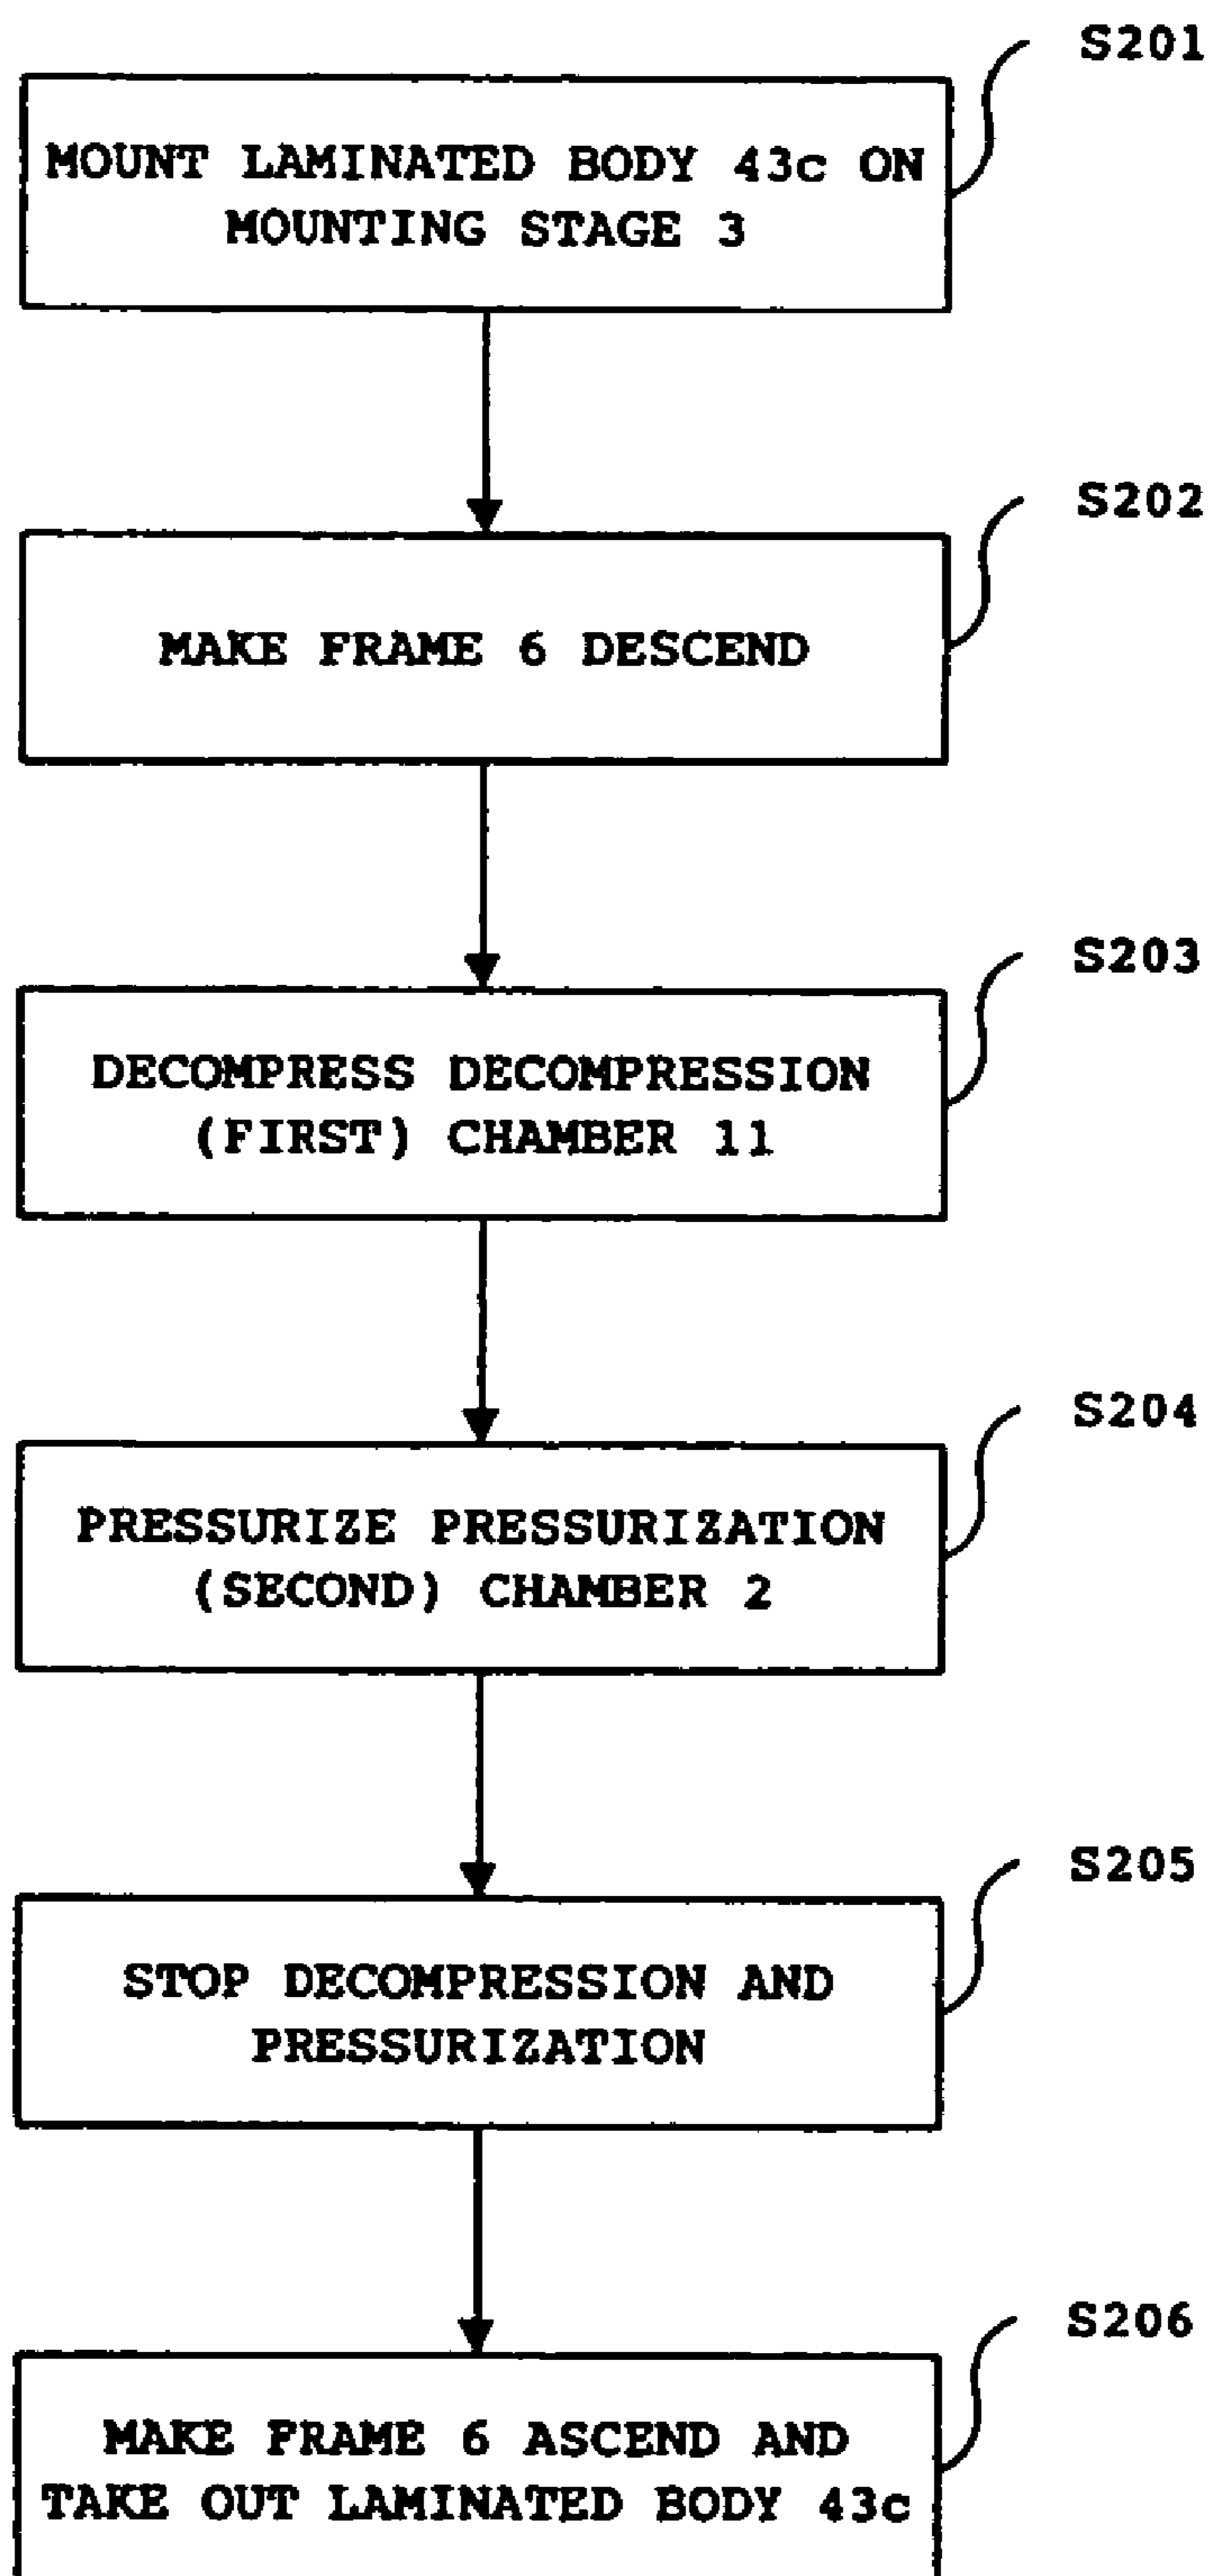 S201
MOUNT LAMINATED BODY 43c ON
MOUNTING STAGE 3
S202
MAKE FRAME 6 DESCEND
S203
DECOMPRESS DECOMPRESSION
(FIRST) CHAMBER 11
S204
PRESSURIZE PRESSURIZATION
(SECOND) CHAMBER 2
S205
STOP DECOMPRESSION AND
PRESSURIZATION
S206
MAKE FRAME 6 ASCEND AND
TAKE OUT LAMINATED BODY 43c